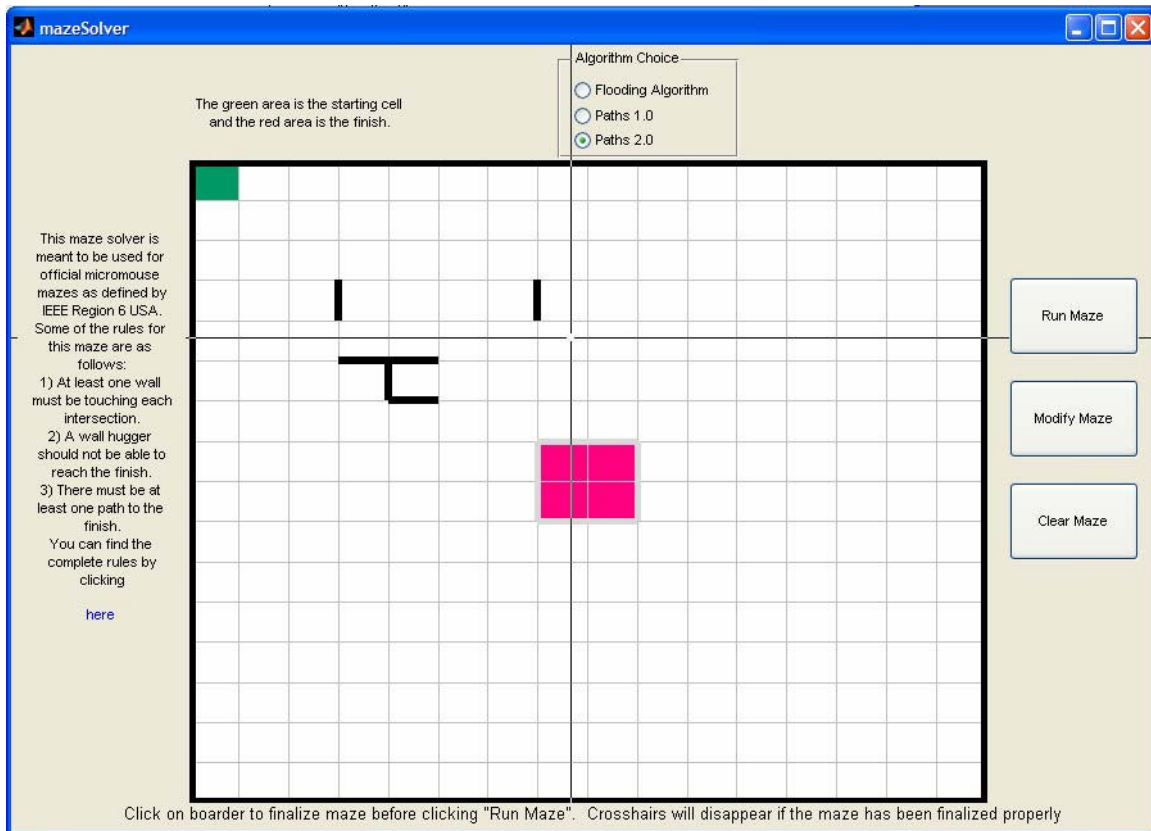 mazeSolver
Algorithm Choice
The green area is the starting cell
and the red area is the finish.
Flooding Algorithm
Paths 1.0
Paths 2.0
This maze solver is
meant to be used for
official micromouse
mazes as defined by
IEEE Region 6 USA.
Some of the rules for
this maze are as
follows:
1) At least one wall
must be touching each
intersection.
2) A wall hugger
should not be able to
reach the finish.
3) There must be at
least one path to the
finish.
You can find the
complete rules by
clicking
here
Run Maze
Modify Maze
Clear Maze
Click on boarder to finalize maze before clicking "Run Maze".  Crosshairs will disappear if the maze has been finalized properly